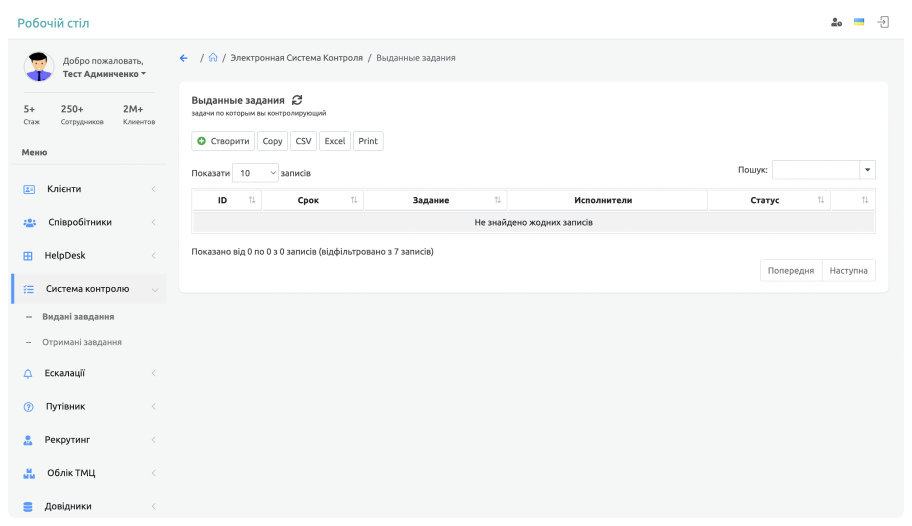 Робочій стіл
Добро пожаловать,
Тест Админченко
5+ 250+ 2M+
Стаж Сотрудников Клиентов
Меню
Клієнти
Співробітники
HelpDesk
Система контролю
Видані завдання
Отримані завдання
Ескалації
Путівник
Рекрутинг
Облік ТМЦ
Довідники
/ / Электронная Система Контроля / Выданные задания
Выданные задания
задачи по которым вы контролирующий
Створити Copy CSV Excel Print
Показати 10 записів
Пошук:
ID Срок Задание Исполнители Статус
Не знайдено жодних записів
Показано від 0 по 0 з 0 записів (відфільтровано з 7 записів)
Попередня Наступна